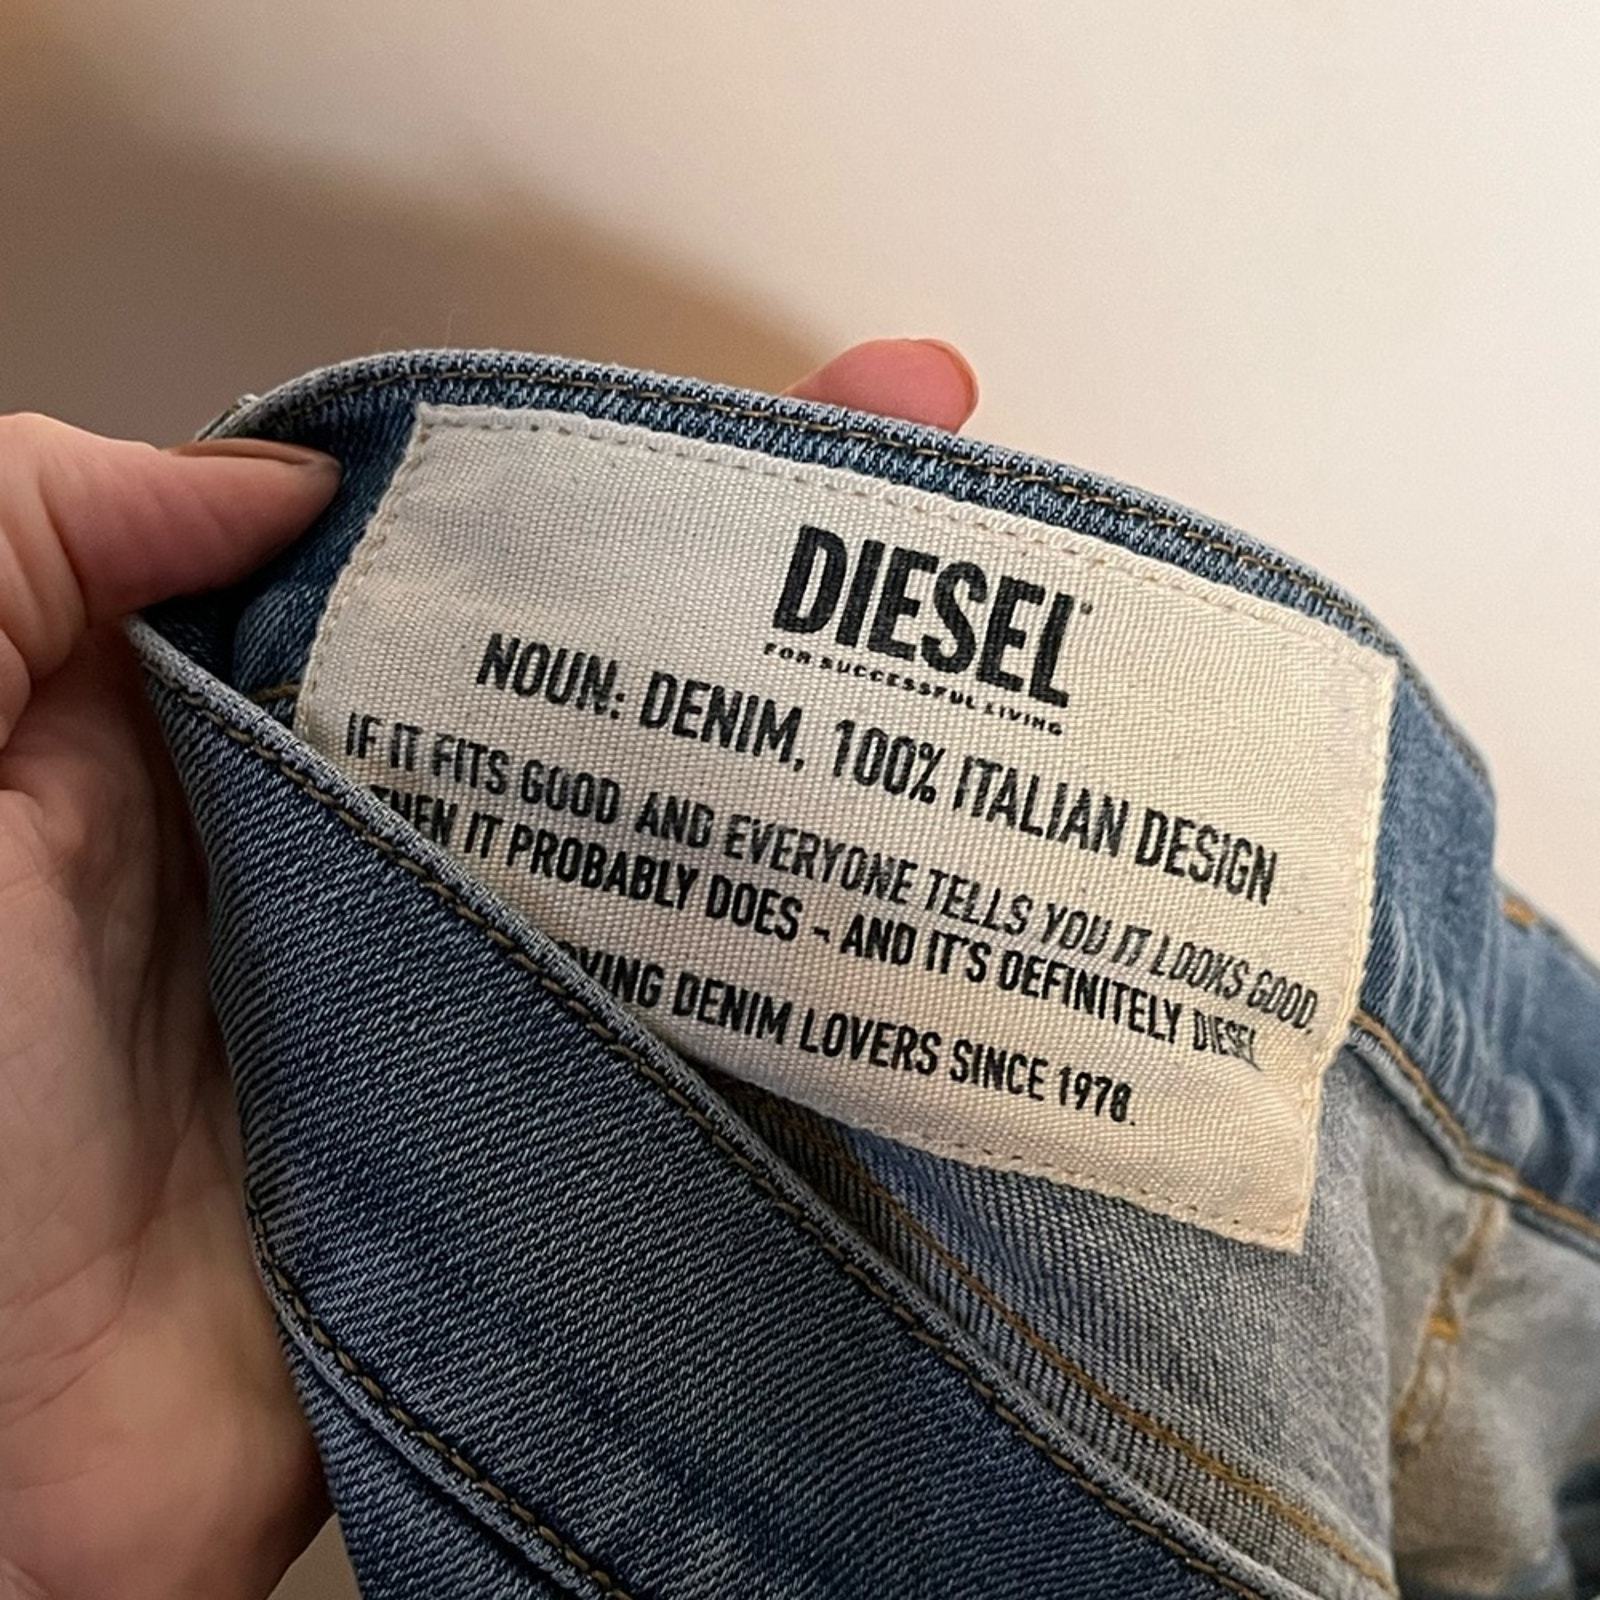 DIESEL
FOR SUCCESSFUL LIVING
NOUN: DENIM, 100% ITALIAN DESIGN
IF IT FITS GOOD AND EVERYONE TELLS YOU IT LOOKS GOOD.
THEN IT PROBABLY DOES - AND IT'S DEFINITELY DIESEL
DENIM LOVERS SINCE 1978.